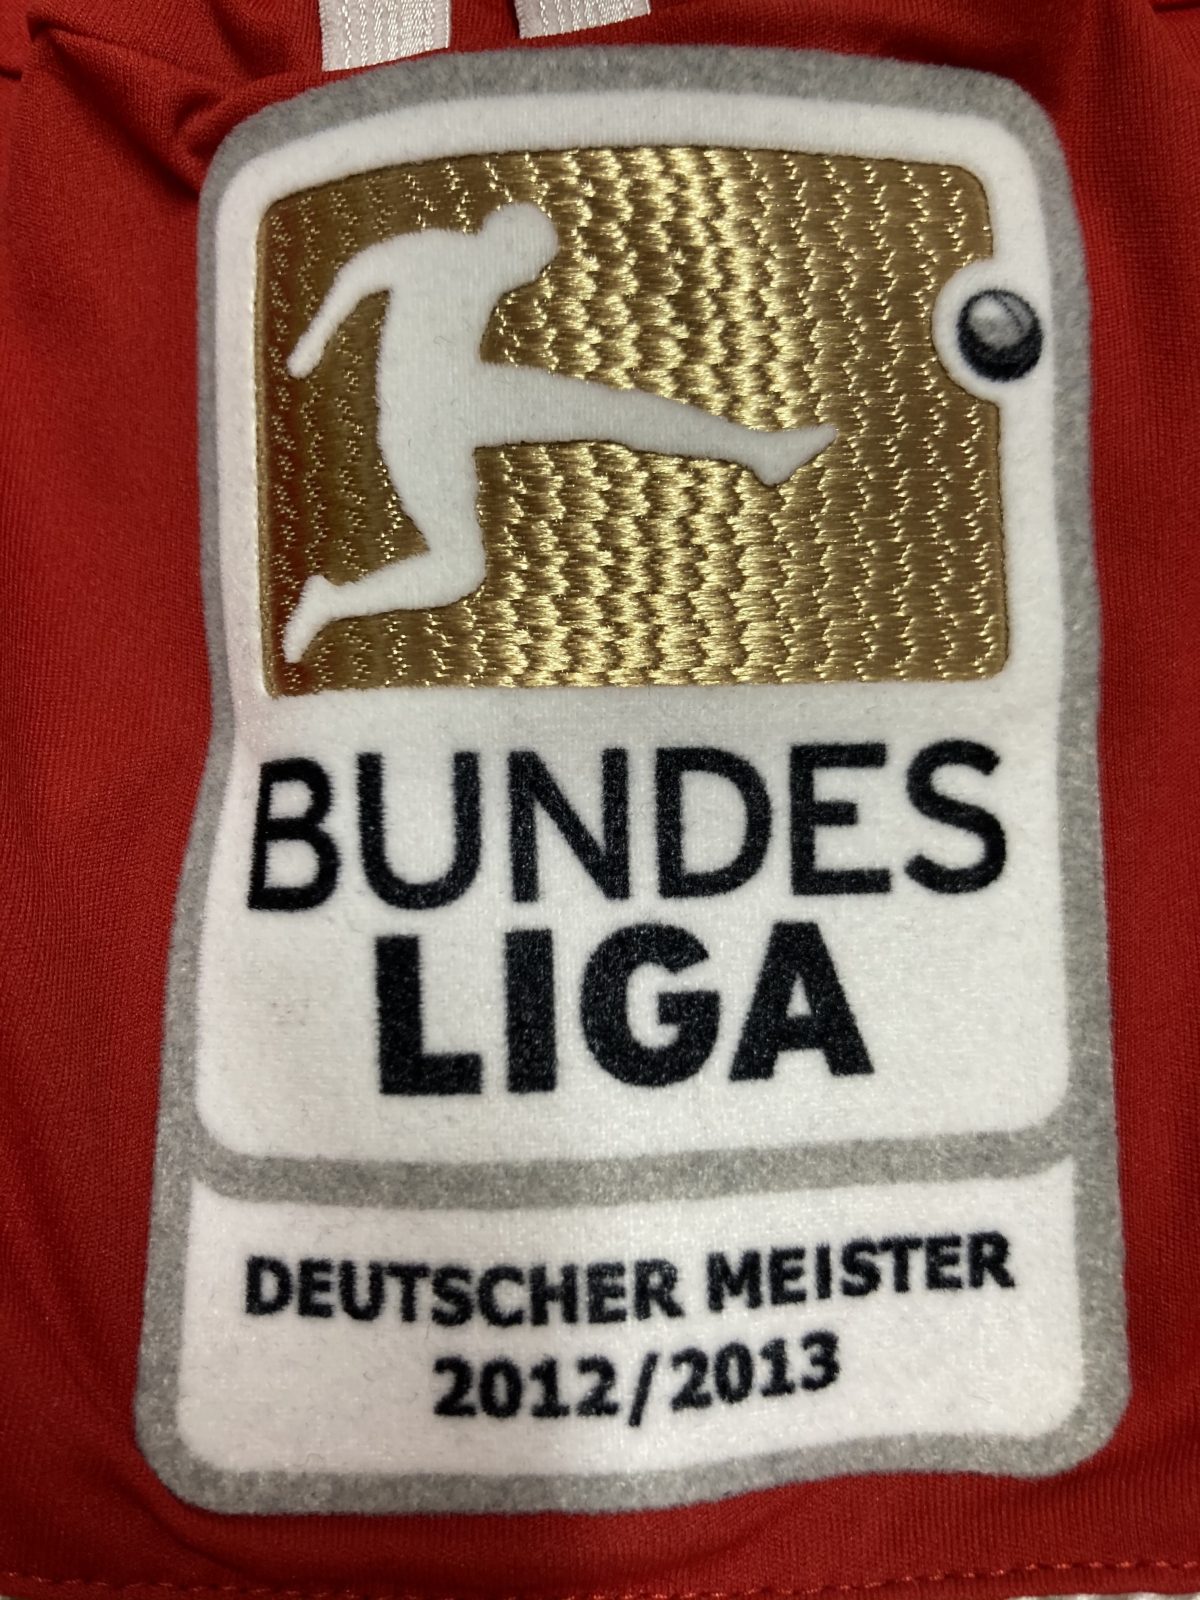 BUNDES
LIGA
DEUTSCHER MEISTER
2012/2013